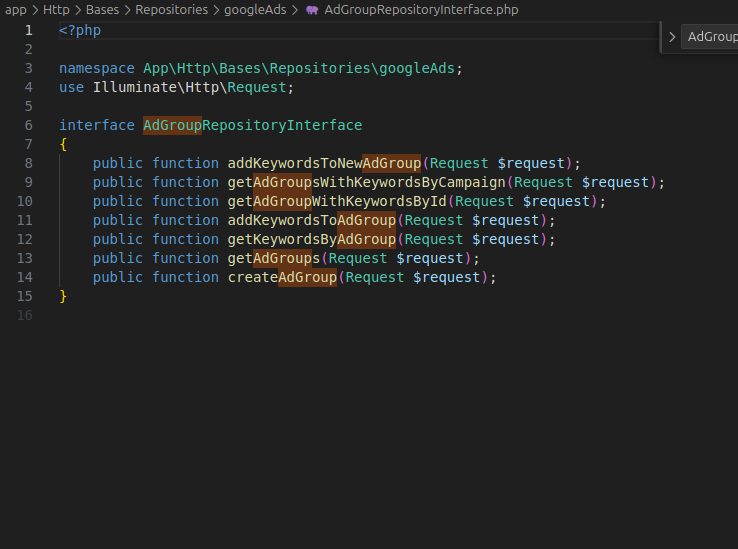 app > Http > Bases > Repositories > googleAds > AdGroupRepositoryInterface.php
> AdGroup
1 <?php
2
3 namespace App\Http\Bases\Repositories\googleAds;
4 use Illuminate\Http\Request;
5
6 interface AdGroupRepositoryInterface
7 {
8 public function addKeywordsToNewAdGroup(Request $request);
9 public function getAdGroupsWithKeywordsByCampaign(Request $request);
10 public function getAdGroupWithKeywordsById(Request $request);
11 public function addKeywordsToAdGroup(Request $request);
12 public function getKeywordsByAdGroup(Request $request);
13 public function getAdGroups(Request $request);
14 public function createAdGroup(Request $request);
15 }
16